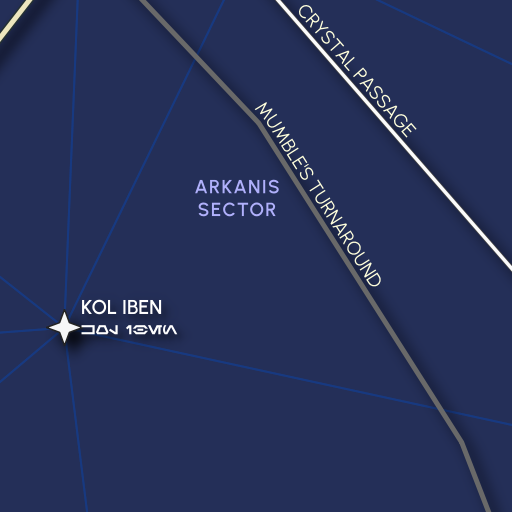 CRYSTAL PASSAGE
MUMBLE'S TURNAROUND
ARKANIS
SECTOR
KOL IBEN